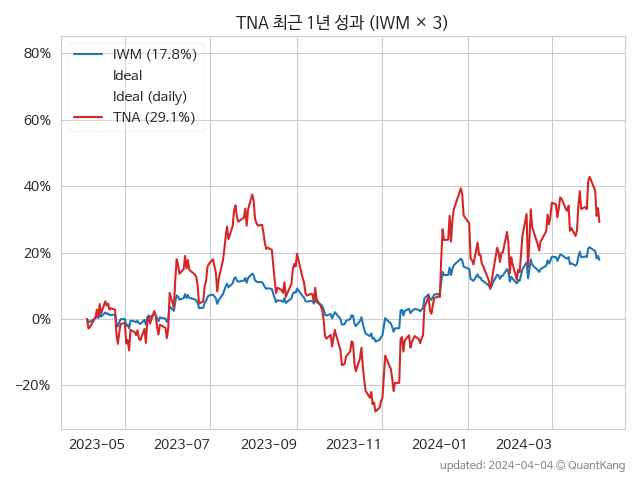 TNA 최근 1년 성과 (IWM × 3)
80%
60%
40%
20%
0%
−20%
IWM (17.8%)
Ideal
Ideal (daily)
TNA (29.1%)
2023-05 2023-07 2023-09 2023-11 2024-01 2024-03
updated: 2024-04-04 © QuantKang